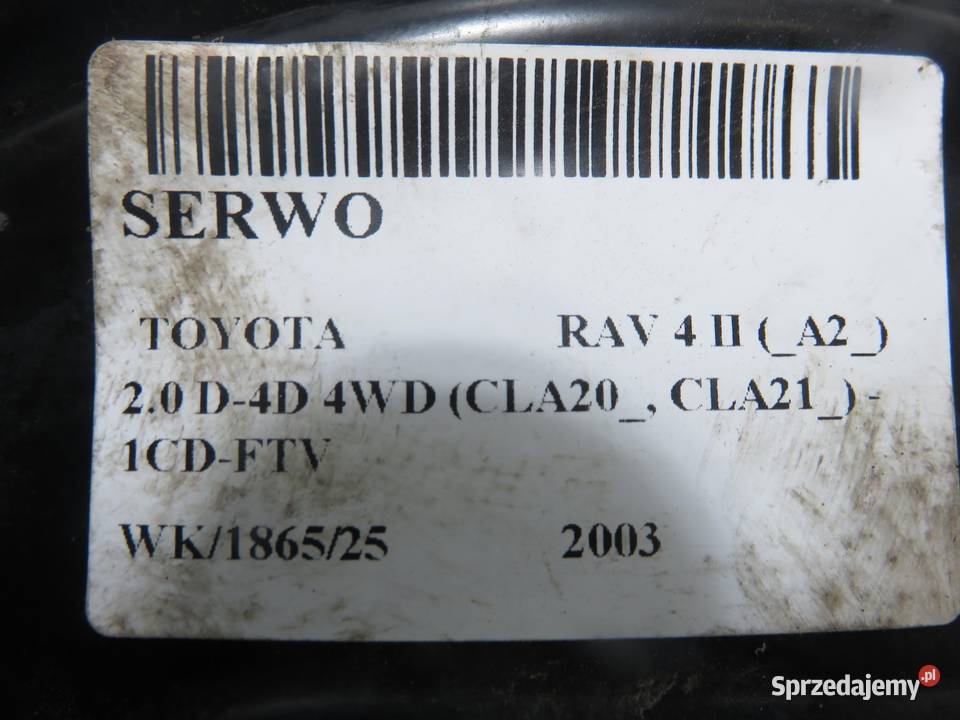 SERWO
TOYOTA RAV 4 II (_A2_)
2.0 D-4D 4WD (CLA20_, CLA21_) -
1CD-FTV
WK/1865/25 2003
Sprzedajemy.pl